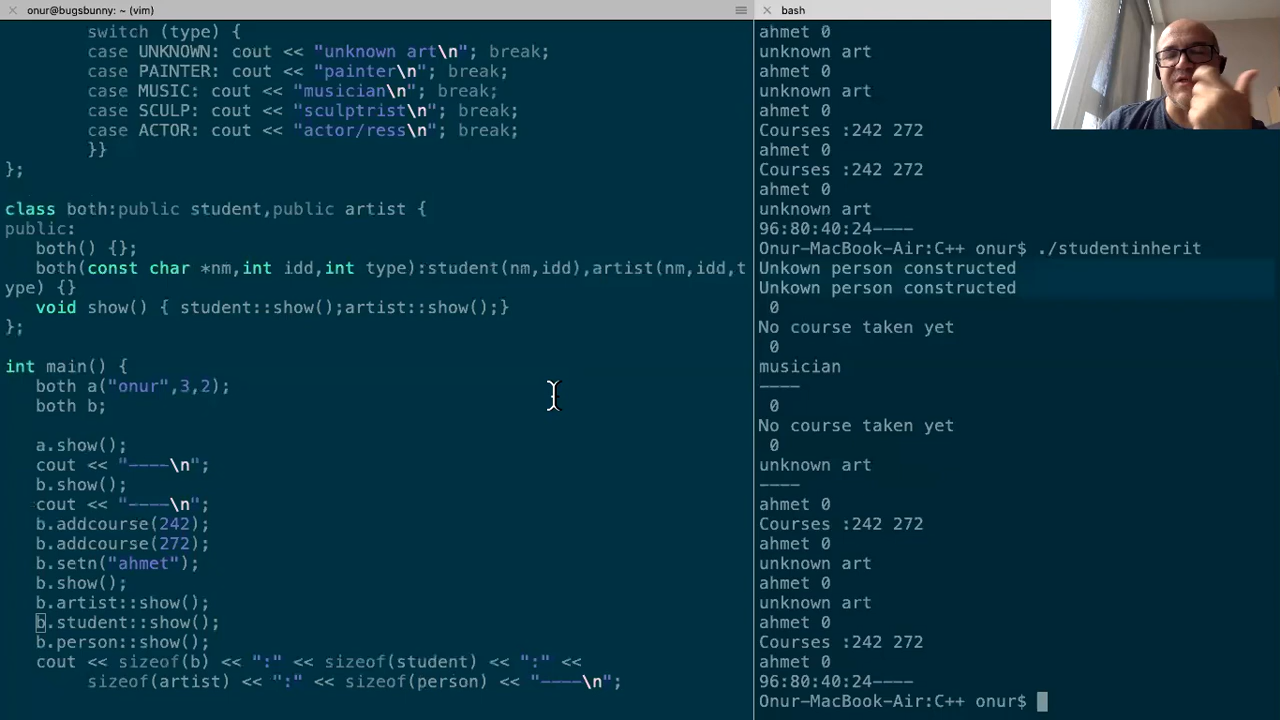 onur@bugsbunny: ~ (vim)
switch (type) {
case UNKNOWN: cout << "unknown art\n"; break;
case PAINTER: cout << "painter\n"; break;
case MUSIC: cout << "musician\n"; break;
case SCULP: cout << "sculptrist\n"; break;
case ACTOR: cout << "actor/ress\n"; break;
}}
};
class both:public student,public artist {
public:
both() {};
both(const char *nm,int idd,int type):student(nm,idd),artist(nm,idd,t
ype) {}
void show() { student::show();artist::show();}
};
int main() {
both a("onur",3,2);
both b;
a.show();
cout << "----\n";
b.show();
cout << "----\n";
b.addcourse(242);
b.addcourse(272);
b.setn("ahmet");
b.show();
b.artist::show();
b.student::show();
b.person::show();
cout << sizeof(b) << ":" << sizeof(student) << ":" <<
sizeof(artist) << ":" << sizeof(person) << "----\n";
bash
ahmet 0
unknown art
ahmet 0
unknown art
ahmet 0
Courses :242 272
ahmet 0
Courses :242 272
ahmet 0
unknown art
96:80:40:24----
Onur-MacBook-Air:C++ onur$ ./studentinherit
Unkown person constructed
Unkown person constructed
0
No course taken yet
0
musician
----
0
No course taken yet
0
unknown art
----
ahmet 0
Courses :242 272
ahmet 0
unknown art
ahmet 0
unknown art
ahmet 0
Courses :242 272
ahmet 0
96:80:40:24----
Onur-MacBook-Air:C++ onur$